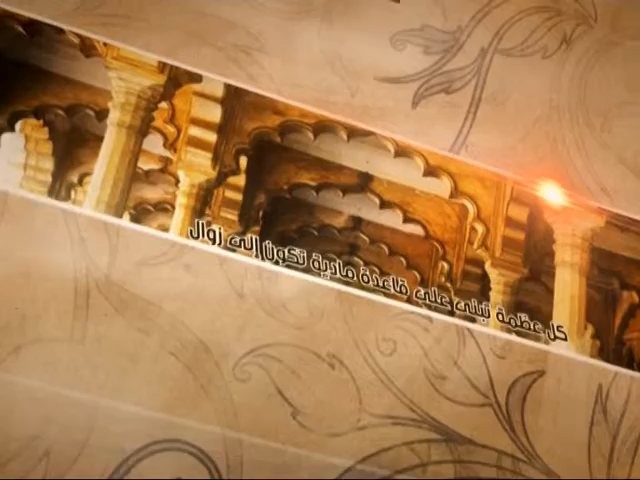 كل عظمة تبنى على قاعدة مادية تكون إلى زوال